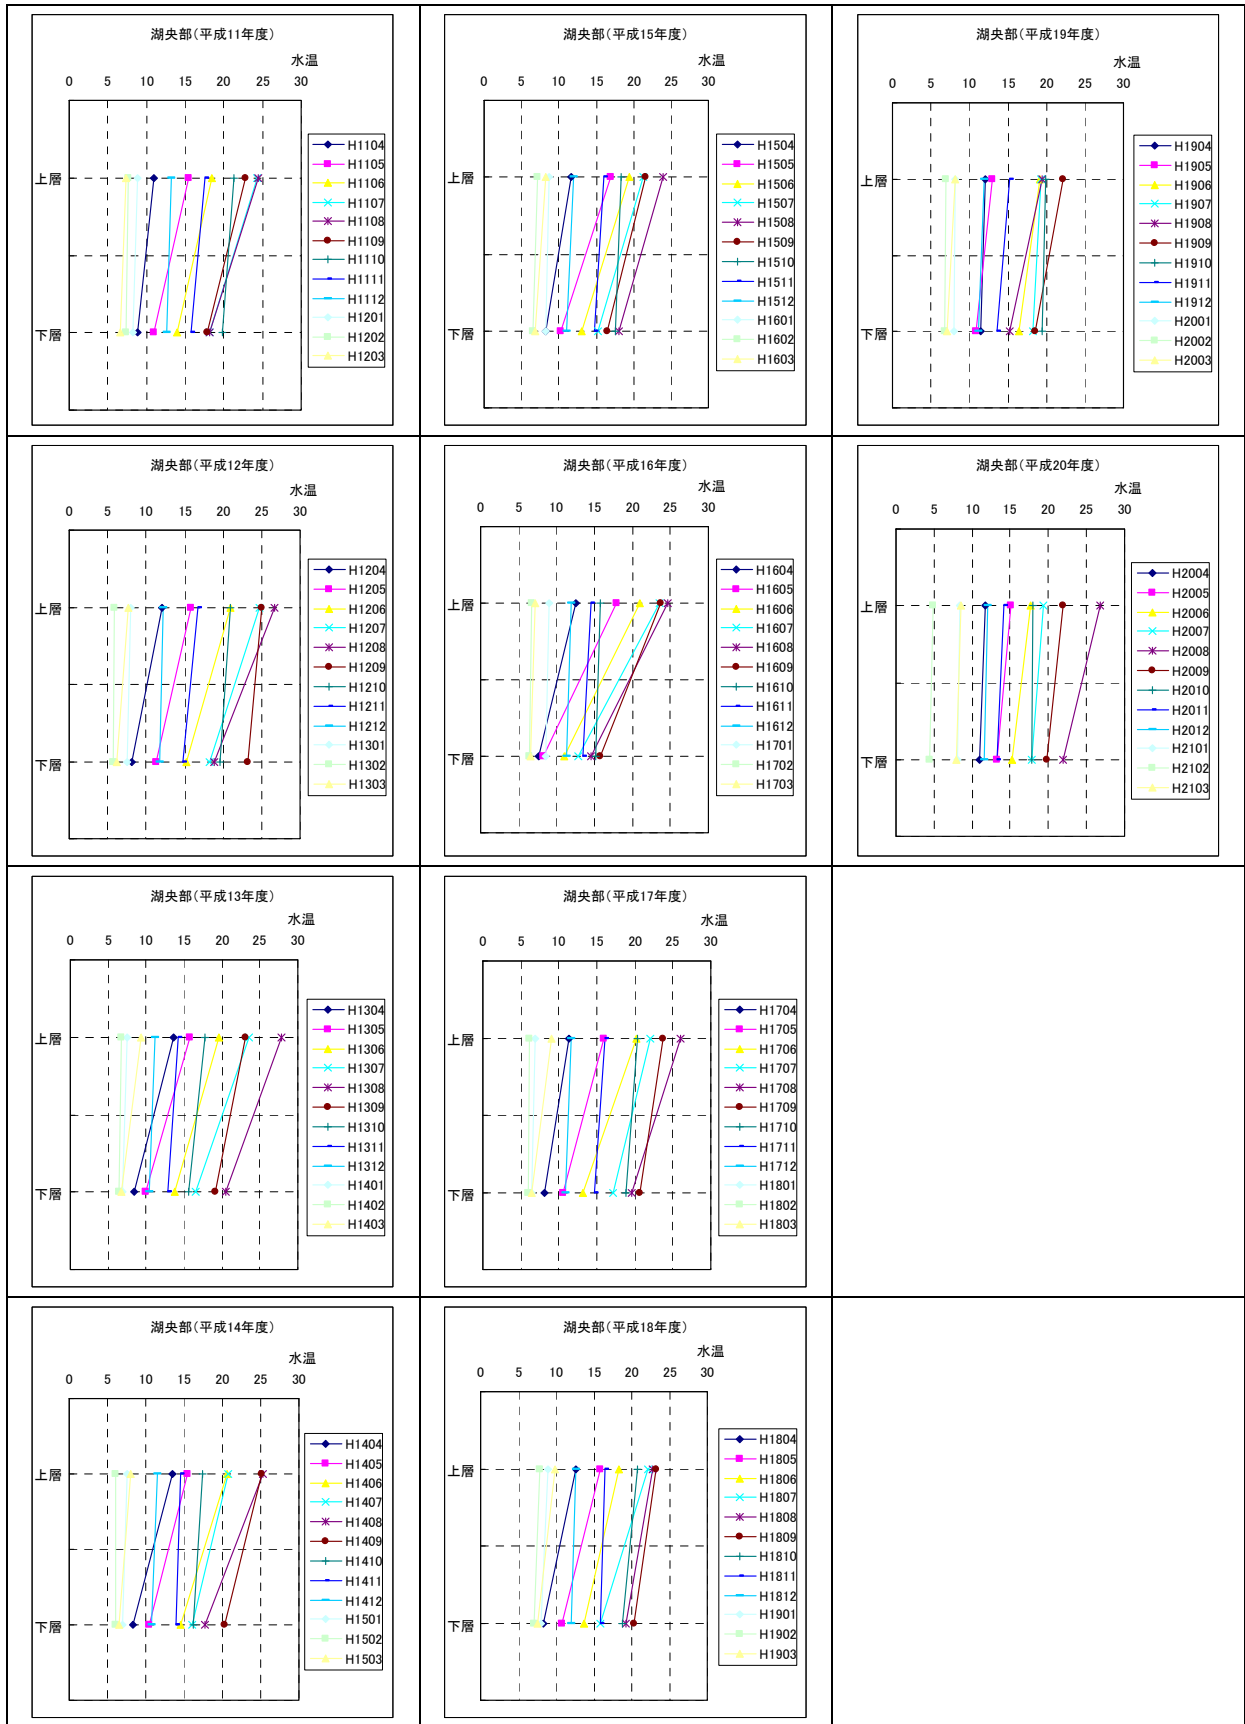 湖央部(平成11年度)
水温
0 5 10 15 20 25 30
上層
下層
H1104
H1105
H1106
H1107
H1108
H1109
H1110
H1111
H1112
H1201
H1202
H1203
湖央部(平成15年度)
水温
0 5 10 15 20 25 30
上層
下層
H1504
H1505
H1506
H1507
H1508
H1509
H1510
H1511
H1512
H1601
H1602
H1603
湖央部(平成19年度)
水温
0 5 10 15 20 25 30
上層
下層
H1904
H1905
H1906
H1907
H1908
H1909
H1910
H1911
H1912
H2001
H2002
H2003
湖央部(平成12年度)
水温
0 5 10 15 20 25 30
上層
下層
H1204
H1205
H1206
H1207
H1208
H1209
H1210
H1211
H1212
H1301
H1302
H1303
湖央部(平成16年度)
水温
0 5 10 15 20 25 30
上層
下層
H1604
H1605
H1606
H1607
H1608
H1609
H1610
H1611
H1612
H1701
H1702
H1703
湖央部(平成20年度)
水温
0 5 10 15 20 25 30
上層
下層
H2004
H2005
H2006
H2007
H2008
H2009
H2010
H2011
H2012
H2101
H2102
H2103
湖央部(平成13年度)
水温
0 5 10 15 20 25 30
上層
下層
H1304
H1305
H1306
H1307
H1308
H1309
H1310
H1311
H1312
H1401
H1402
H1403
湖央部(平成17年度)
水温
0 5 10 15 20 25 30
上層
下層
H1704
H1705
H1706
H1707
H1708
H1709
H1710
H1711
H1712
H1801
H1802
H1803
湖央部(平成14年度)
水温
0 5 10 15 20 25 30
上層
下層
H1404
H1405
H1406
H1407
H1408
H1409
H1410
H1411
H1412
H1501
H1502
H1503
湖央部(平成18年度)
水温
0 5 10 15 20 25 30
上層
下層
H1804
H1805
H1806
H1807
H1808
H1809
H1810
H1811
H1812
H1901
H1902
H1903